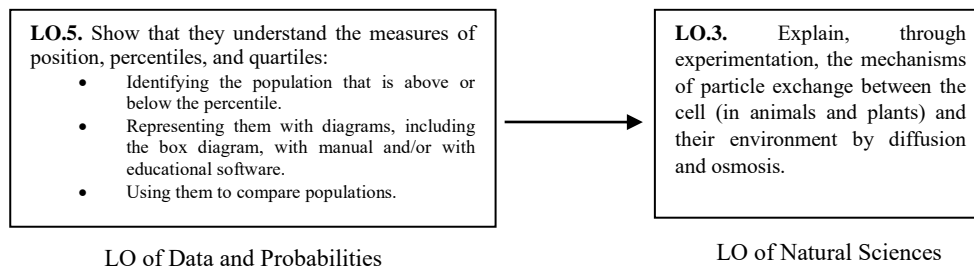 LO.5. Show that they understand the measures of
position, percentiles, and quartiles:
• Identifying the population that is above or
below the percentile.
• Representing them with diagrams, including
the box diagram, with manual and/or with
educational software.
• Using them to compare populations.
LO of Data and Probabilities
LO.3. Explain, through
experimentation, the mechanisms
of particle exchange between the
cell (in animals and plants) and
their environment by diffusion
and osmosis.
LO of Natural Sciences